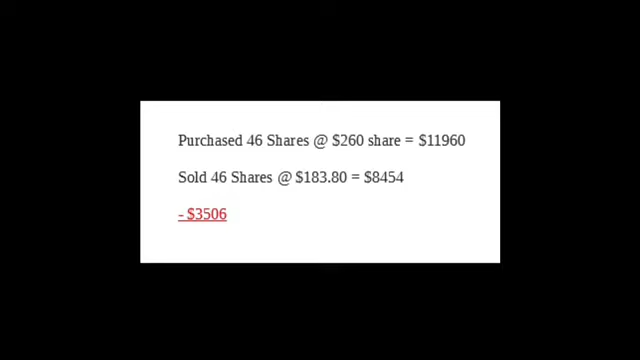 Purchased 46 Shares @ $260 share = $11960
Sold 46 Shares @ $183.80 = $8454
- $3506